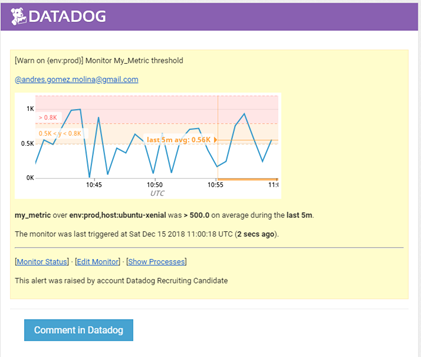 DATADOG
[Warn on {env:prod}] Monitor My_Metric threshold
@andres.gomez.molina@gmail.com
1K
> 0.8K
0.5K < y < 0.8K
last 5m avg: 0.56K
0.5K
0K
10:45 10:50 10:55 11:(
UTC
my_metric over env:prod,host:ubuntu-xenial was > 500.0 on average during the last 5m.
The monitor was last triggered at Sat Dec 15 2018 11:00:18 UTC (2 secs ago).
[Monitor Status] · [Edit Monitor] · [Show Processes]
This alert was raised by account Datadog Recruiting Candidate
Comment in Datadog